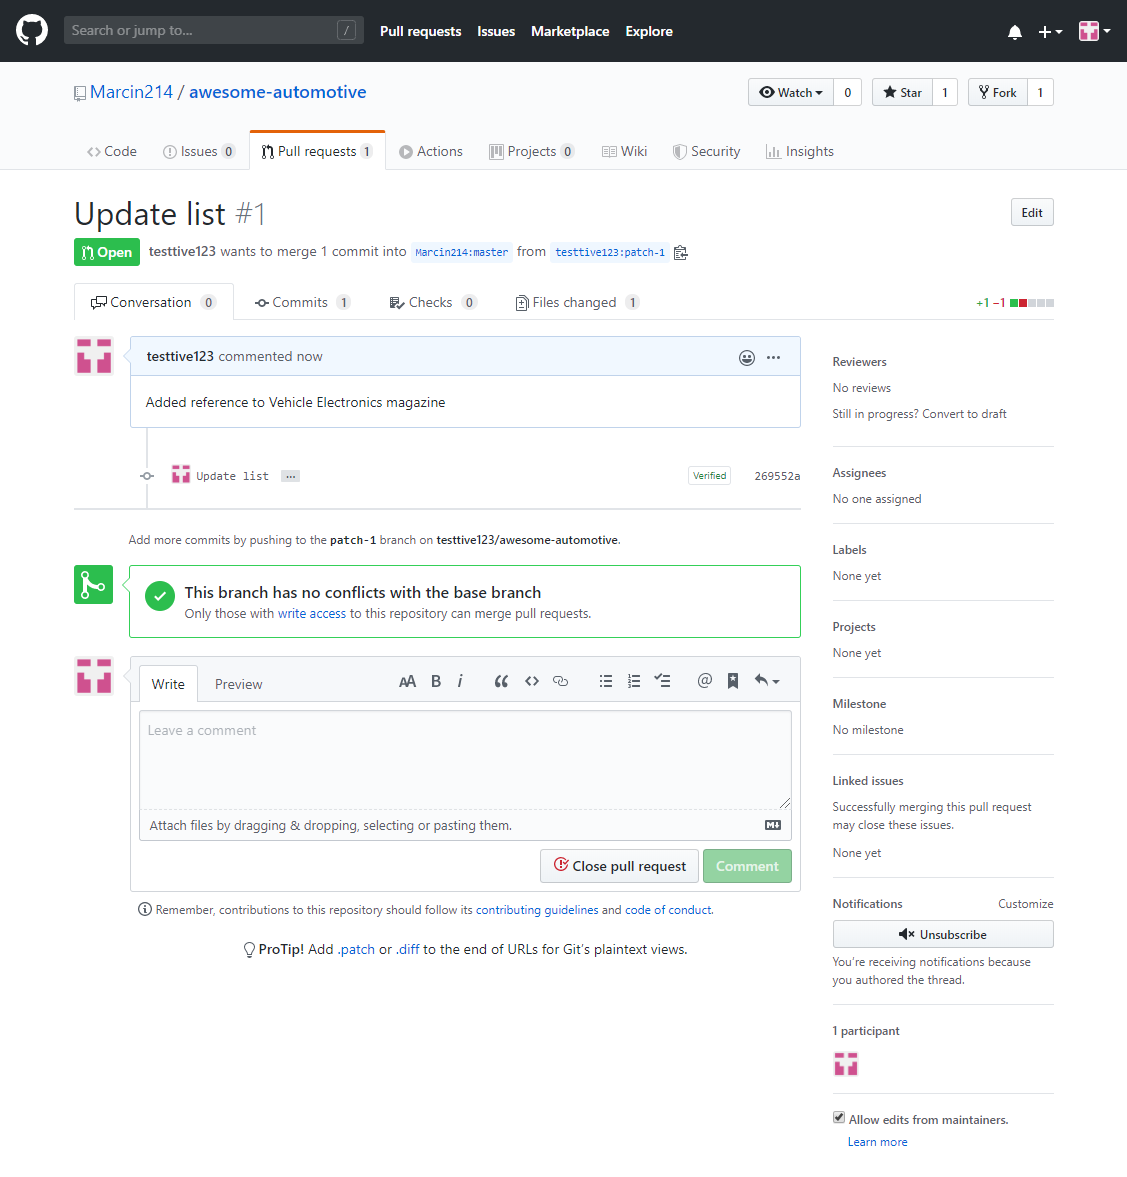 Search or jump to... /
Pull requests Issues Marketplace Explore
Marcin214 / awesome-automotive
Watch 0 Star 1 Fork 1
Code Issues 0 Pull requests 1 Actions Projects 0 Wiki Security Insights
Update list #1
Edit
Open testtive123 wants to merge 1 commit into Marcin214:master from testtive123:patch-1
Conversation 0 Commits 1 Checks 0 Files changed 1
+1 −1
testtive123 commented now
Added reference to Vehicle Electronics magazine
Update list ... Verified 269552a
Add more commits by pushing to the patch-1 branch on testtive123/awesome-automotive.
This branch has no conflicts with the base branch
Only those with write access to this repository can merge pull requests.
Write Preview AA B i
Leave a comment
Attach files by dragging & dropping, selecting or pasting them.
Close pull request Comment
Remember, contributions to this repository should follow its contributing guidelines and code of conduct.
ProTip! Add .patch or .diff to the end of URLs for Git's plaintext views.
Reviewers
No reviews
Still in progress? Convert to draft
Assignees
No one assigned
Labels
None yet
Projects
None yet
Milestone
No milestone
Linked issues
Successfully merging this pull request
may close these issues.
None yet
Notifications Customize
Unsubscribe
You're receiving notifications because
you authored the thread.
1 participant
Allow edits from maintainers.
Learn more